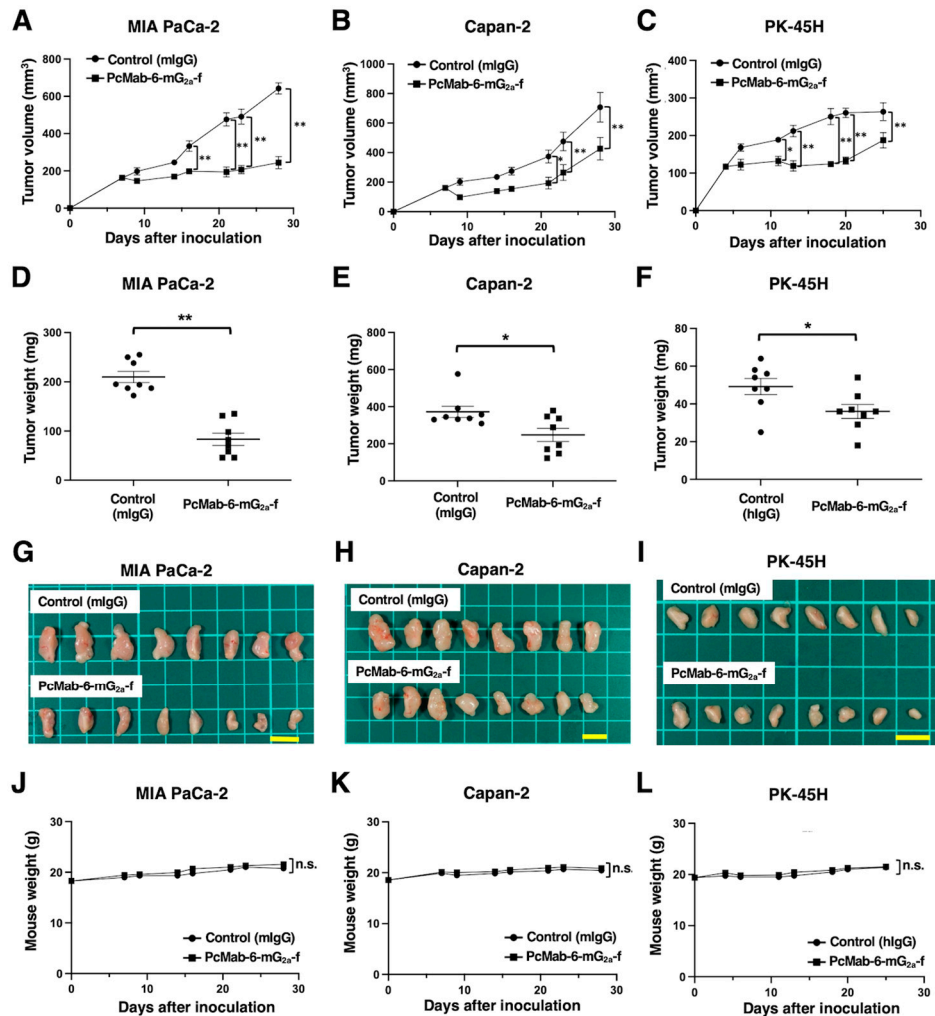 A
MIA PaCa-2
Control (mIgG)
PcMab-6-mG2a-f
Tumor volume (mm3)
800
600
400
200
0
**
**
**
**
0
10
20
30
Days after inoculation
B
Capan-2
Control (mIgG)
PcMab-6-mG2a-f
Tumor volume (mm3)
1000
800
600
400
200
0
*
**
**
0
10
20
30
Days after inoculation
C
PK-45H
Control (mIgG)
PcMab-6-mG2a-f
Tumor volume (mm3)
400
300
200
100
0
*
**
**
**
**
0
10
20
30
Days after inoculation
D
MIA PaCa-2
**
Tumor weight (mg)
300
200
100
0
Control
(mIgG)
PcMab-6-mG2a-f
E
Capan-2
*
Tumor weight (mg)
800
600
400
200
0
Control
(mIgG)
PcMab-6-mG2a-f
F
PK-45H
*
Tumor weight (mg)
80
60
40
20
0
Control
(hIgG)
PcMab-6-mG2a-f
G
MIA PaCa-2
Control (mIgG)
PcMab-6-mG2a-f
H
Capan-2
Control (mIgG)
PcMab-6-mG2a-f
I
PK-45H
Control (mIgG)
PcMab-6-mG2a-f
J
MIA PaCa-2
Mouse weight (g)
40
30
20
10
0
n.s.
Control (mIgG)
PcMab-6-mG2a-f
0
10
20
30
Days after inoculation
K
Capan-2
Mouse weight (g)
40
30
20
10
0
n.s.
Control (mIgG)
PcMab-6-mG2a-f
0
10
20
30
Days after inoculation
L
PK-45H
Mouse weight (g)
40
30
20
10
0
n.s.
Control (hIgG)
PcMab-6-mG2a-f
0
10
20
30
Days after inoculation